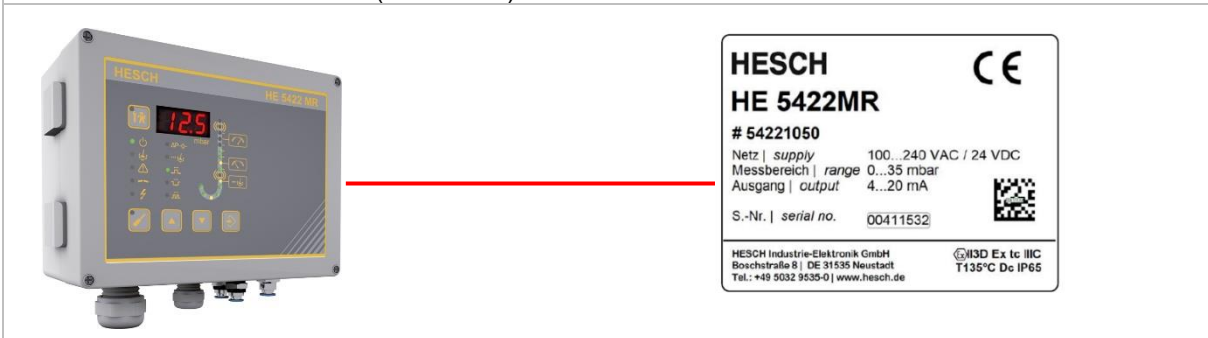 HESCH
HE 5422 MR
12.5
mbar
ΔP-0
HESCH
CE
HE 5422MR
# 54221050
Netz | supply 100...240 VAC / 24 VDC
Messbereich | range 0...35 mbar
Ausgang | output 4...20 mA
S.-Nr. | serial no. 00411532
HESCH Industrie-Elektronik GmbH
Boschstraße 8 | DE 31535 Neustadt
Tel.: +49 5032 9535-0 | www.hesch.de
Ex II3D Ex tc IIIC
T135°C Dc IP65